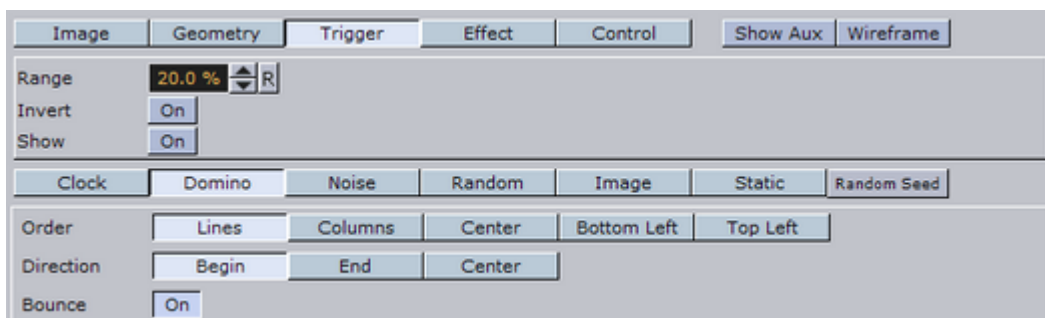 Image Geometry Trigger Effect Control Show Aux Wireframe
Range 20.0 % R
Invert On
Show On
Clock Domino Noise Random Image Static Random Seed
Order Lines Columns Center Bottom Left Top Left
Direction Begin End Center
Bounce On